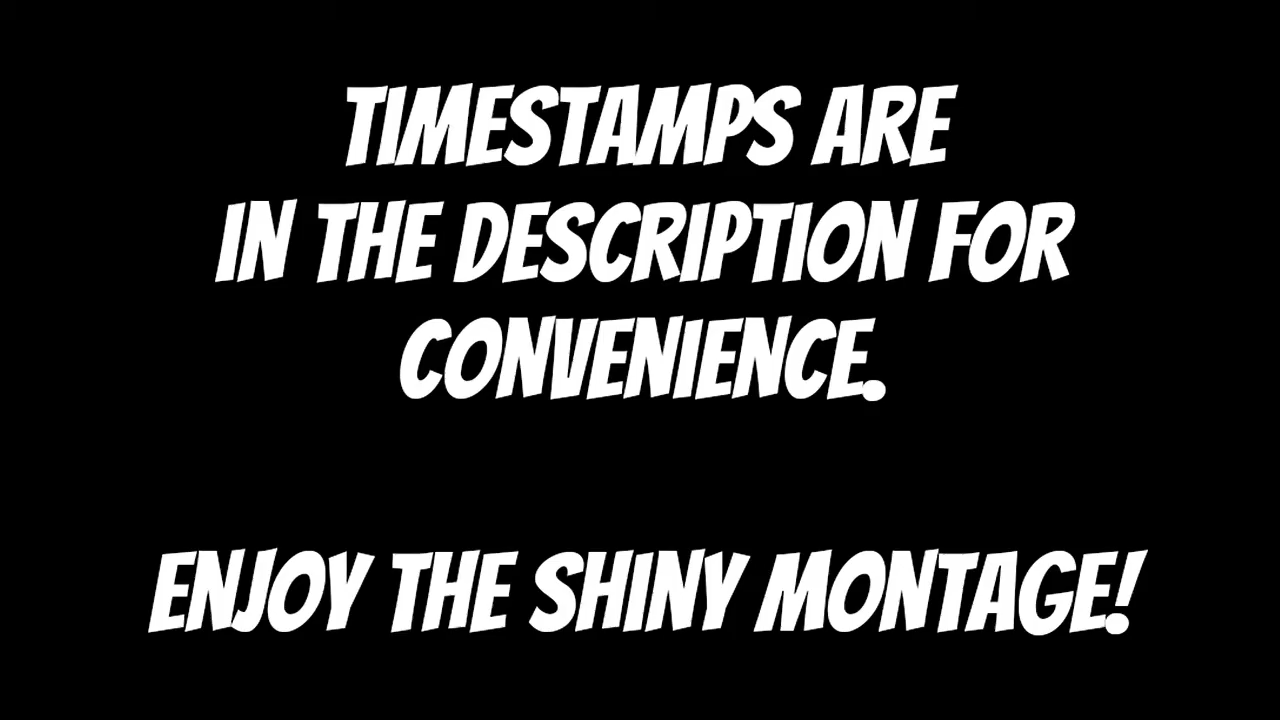 TIMESTAMPS ARE
IN THE DESCRIPTION FOR
CONVENIENCE.
ENJOY THE SHINY MONTAGE!